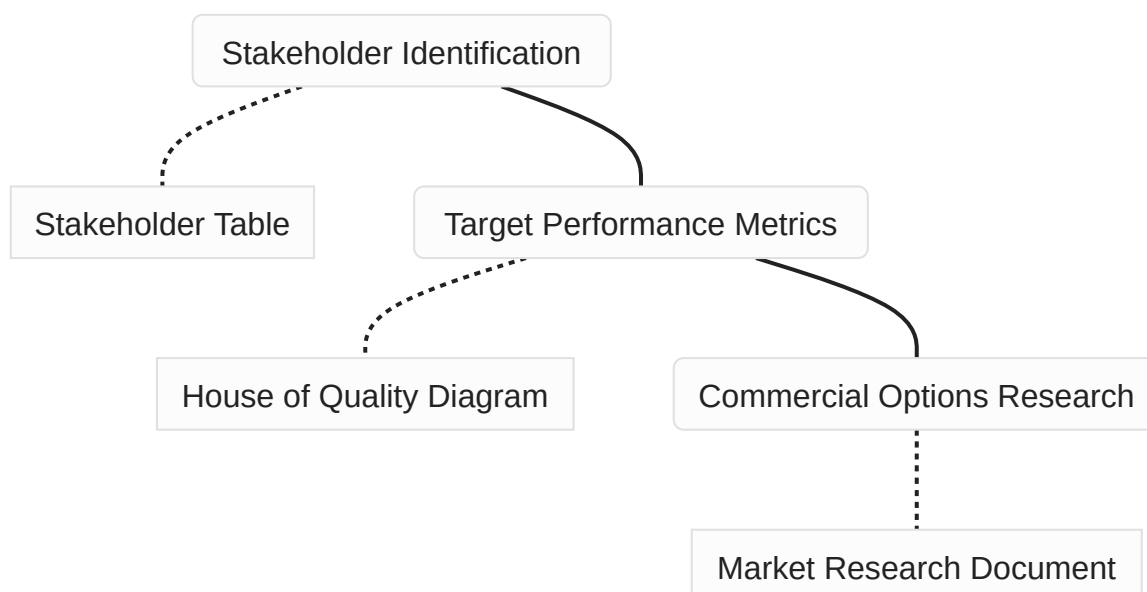 Stakeholder Identification
Stakeholder Table
Target Performance Metrics
House of Quality Diagram
Commercial Options Research
Market Research Document